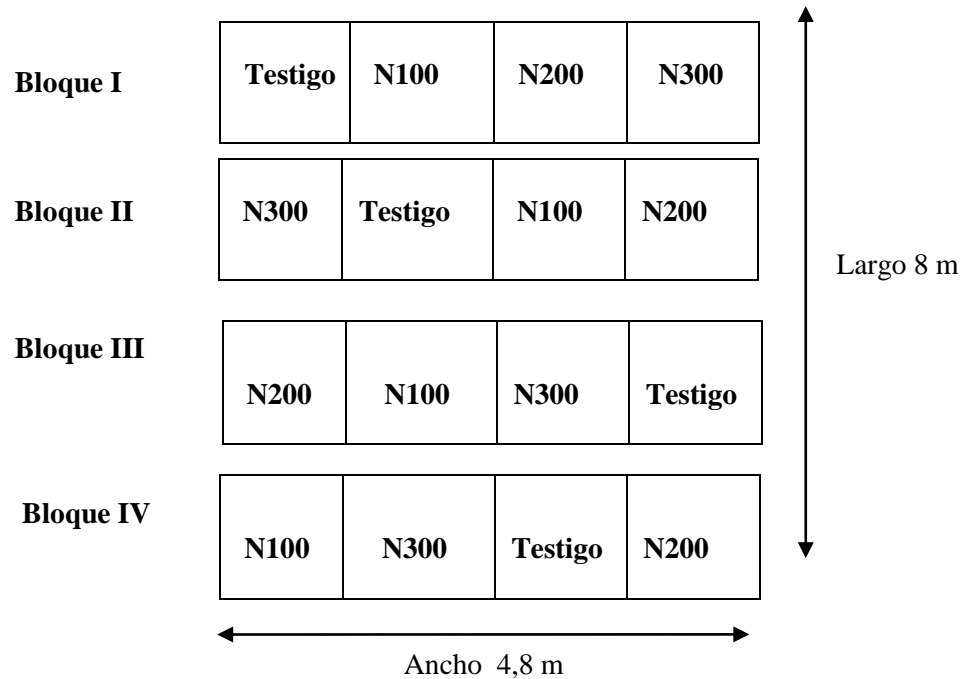 Bloque I
Testigo N100 N200 N300
Bloque II
N300 Testigo N100 N200
Largo 8 m
Bloque III
N200 N100 N300 Testigo
Bloque IV
N100 N300 Testigo N200
Ancho 4,8 m